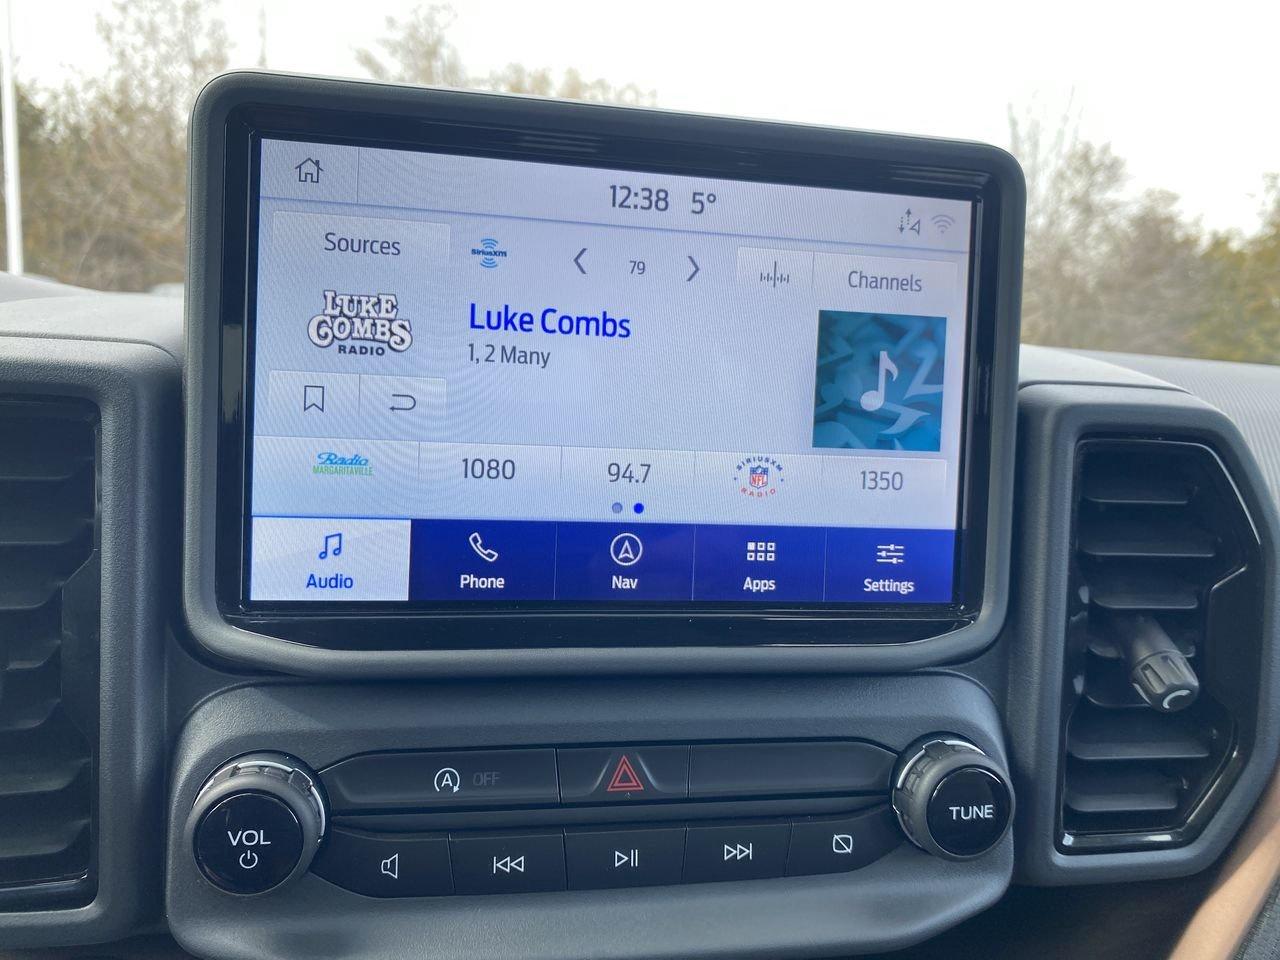 12:38 5°
Sources
SiriusXM
79
Channels
LUKE COMBS RADIO
Luke Combs
1, 2 Many
Radio MARGARITAVILLE
1080
94.7
SIRIUSXM NFL RADIO
1350
Audio
Phone
Nav
Apps
Settings
A OFF
VOL
TUNE